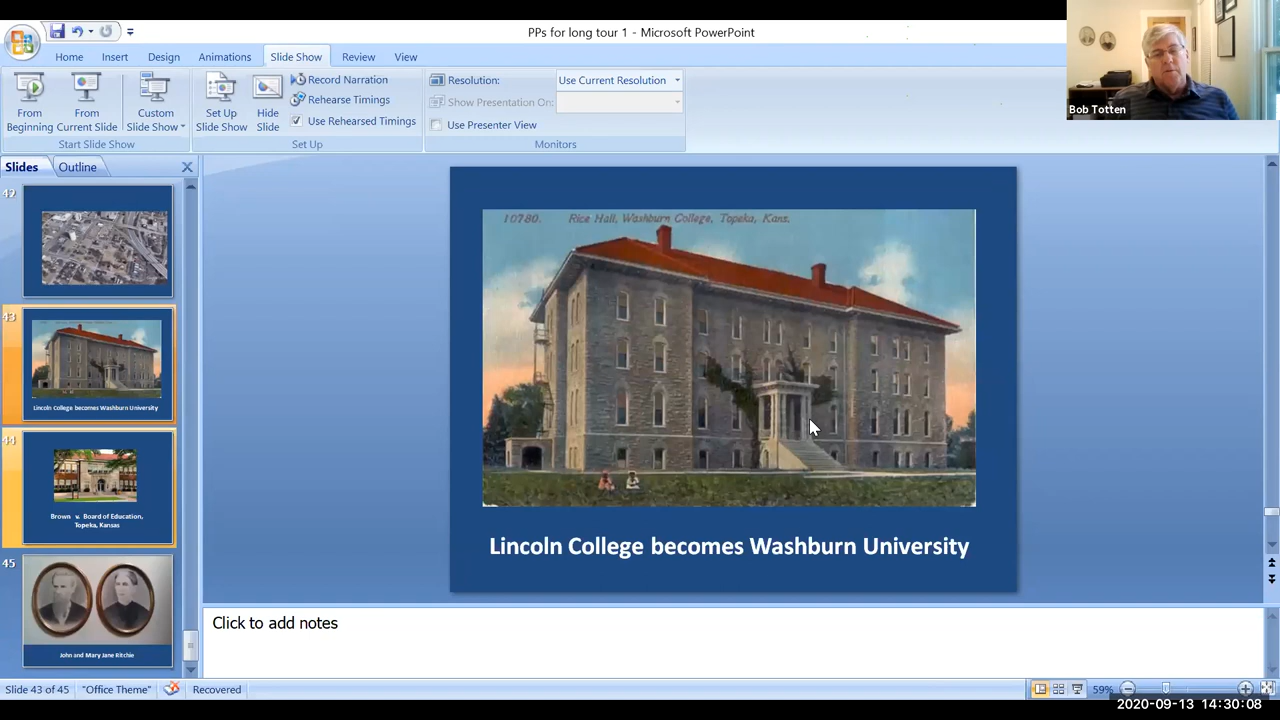 PPs for long tour 1 - Microsoft PowerPoint
Home Insert Design Animations Slide Show Review View
From Beginning
From Current Slide
Custom Slide Show
Start Slide Show
Set Up Slide Show
Hide Slide
Record Narration
Rehearse Timings
Use Rehearsed Timings
Set Up
Resolution: Use Current Resolution
Show Presentation On:
Use Presenter View
Monitors
Bob Totten
Slides Outline
42
43
Lincoln College becomes Washburn University
44
Brown v. Board of Education,
Topeka, Kansas
45
John and Mary Jane Ritchie
10780. Rice Hall, Washburn College, Topeka, Kans.
Lincoln College becomes Washburn University
Click to add notes
Slide 43 of 45 "Office Theme" Recovered 59%
2020-09-13 14:30:08